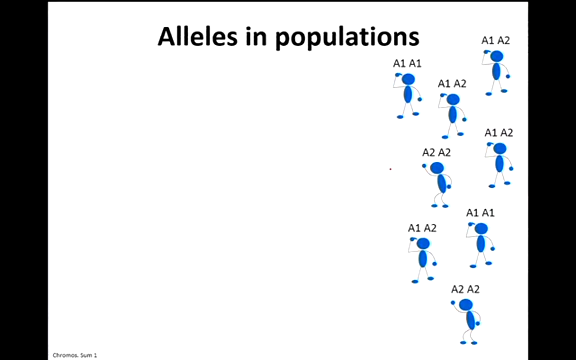 Alleles in populations
A1 A2
A1 A1
A1 A2
A1 A2
A2 A2
A1 A1
A1 A2
A2 A2
Chromos. Sum 1